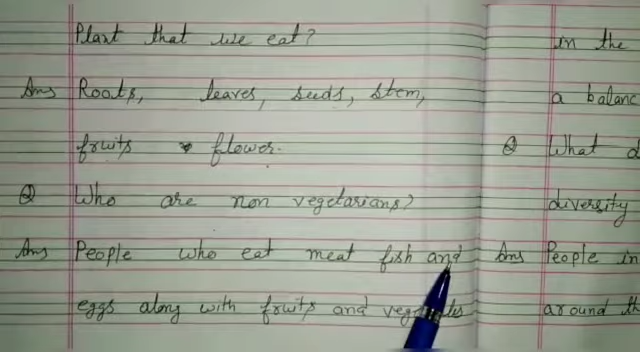 Plant that we eat?
Ans Roots, leaves, seeds, stem,
fruits & flower.
Q Who are non vegetarians?
Ans People who eat meat fish and
eggs along with fruits and vegetables
in the
a balanc
Q What d
diversity
Ans People in
around th